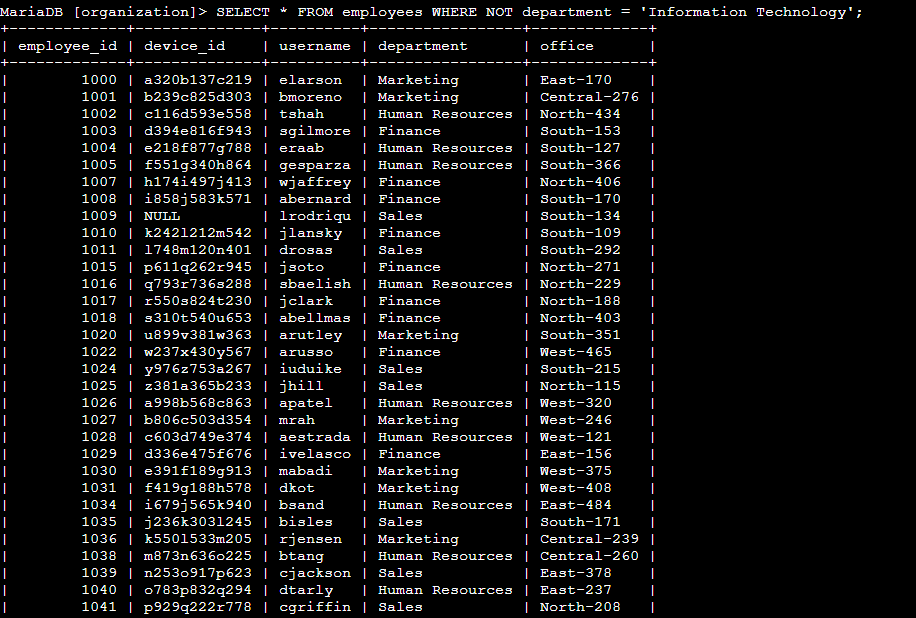 MariaDB [organization]> SELECT * FROM employees WHERE NOT department = 'Information Technology';
+-------------+--------------+----------+-----------------+-------------+
| employee_id | device_id    | username | department      | office      |
+-------------+--------------+----------+-----------------+-------------+
|        1000 | a320b137c219 | elarson  | Marketing       | East-170    |
|        1001 | b239c825d303 | bmoreno  | Marketing       | Central-276 |
|        1002 | c116d593e558 | tshah    | Human Resources | North-434   |
|        1003 | d394e816f943 | sgilmore | Finance         | South-153   |
|        1004 | e218f877g788 | eraab    | Human Resources | South-127   |
|        1005 | f551g340h864 | gesparza | Human Resources | South-366   |
|        1007 | h174i497j413 | wjaffrey | Finance         | North-406   |
|        1008 | i858j583k571 | abernard | Finance         | South-170   |
|        1009 | NULL         | lrodriqu | Sales           | South-134   |
|        1010 | k242l212m542 | jlansky  | Finance         | South-109   |
|        1011 | l748m120n401 | drosas   | Sales           | South-292   |
|        1015 | p611q262r945 | jsoto    | Finance         | North-271   |
|        1016 | q793r736s288 | sbaelish | Human Resources | North-229   |
|        1017 | r550s824t230 | jclark   | Finance         | North-188   |
|        1018 | s310t540u653 | abellmas | Finance         | North-403   |
|        1020 | u899v381w363 | arutley  | Marketing       | South-351   |
|        1022 | w237x430y567 | arusso   | Finance         | West-465    |
|        1024 | y976z753a267 | iuduike  | Sales           | South-215   |
|        1025 | z381a365b233 | jhill    | Sales           | North-115   |
|        1026 | a998b568c863 | apatel   | Human Resources | West-320    |
|        1027 | b806c503d354 | mrah     | Marketing       | West-246    |
|        1028 | c603d749e374 | aestrada | Human Resources | West-121    |
|        1029 | d336e475f676 | ivelasco | Finance         | East-156    |
|        1030 | e391f189g913 | mabadi   | Marketing       | West-375    |
|        1031 | f419g188h578 | dkot     | Marketing       | West-408    |
|        1034 | i679j565k940 | bsand    | Human Resources | East-484    |
|        1035 | j236k303l245 | bisles   | Sales           | South-171   |
|        1036 | k550l533m205 | rjensen  | Marketing       | Central-239 |
|        1038 | m873n636o225 | btang    | Human Resources | Central-260 |
|        1039 | n253o917p623 | cjackson | Sales           | East-378    |
|        1040 | o783p832q294 | dtarly   | Human Resources | East-237    |
|        1041 | p929q222r778 | cgriffin | Sales           | North-208   |